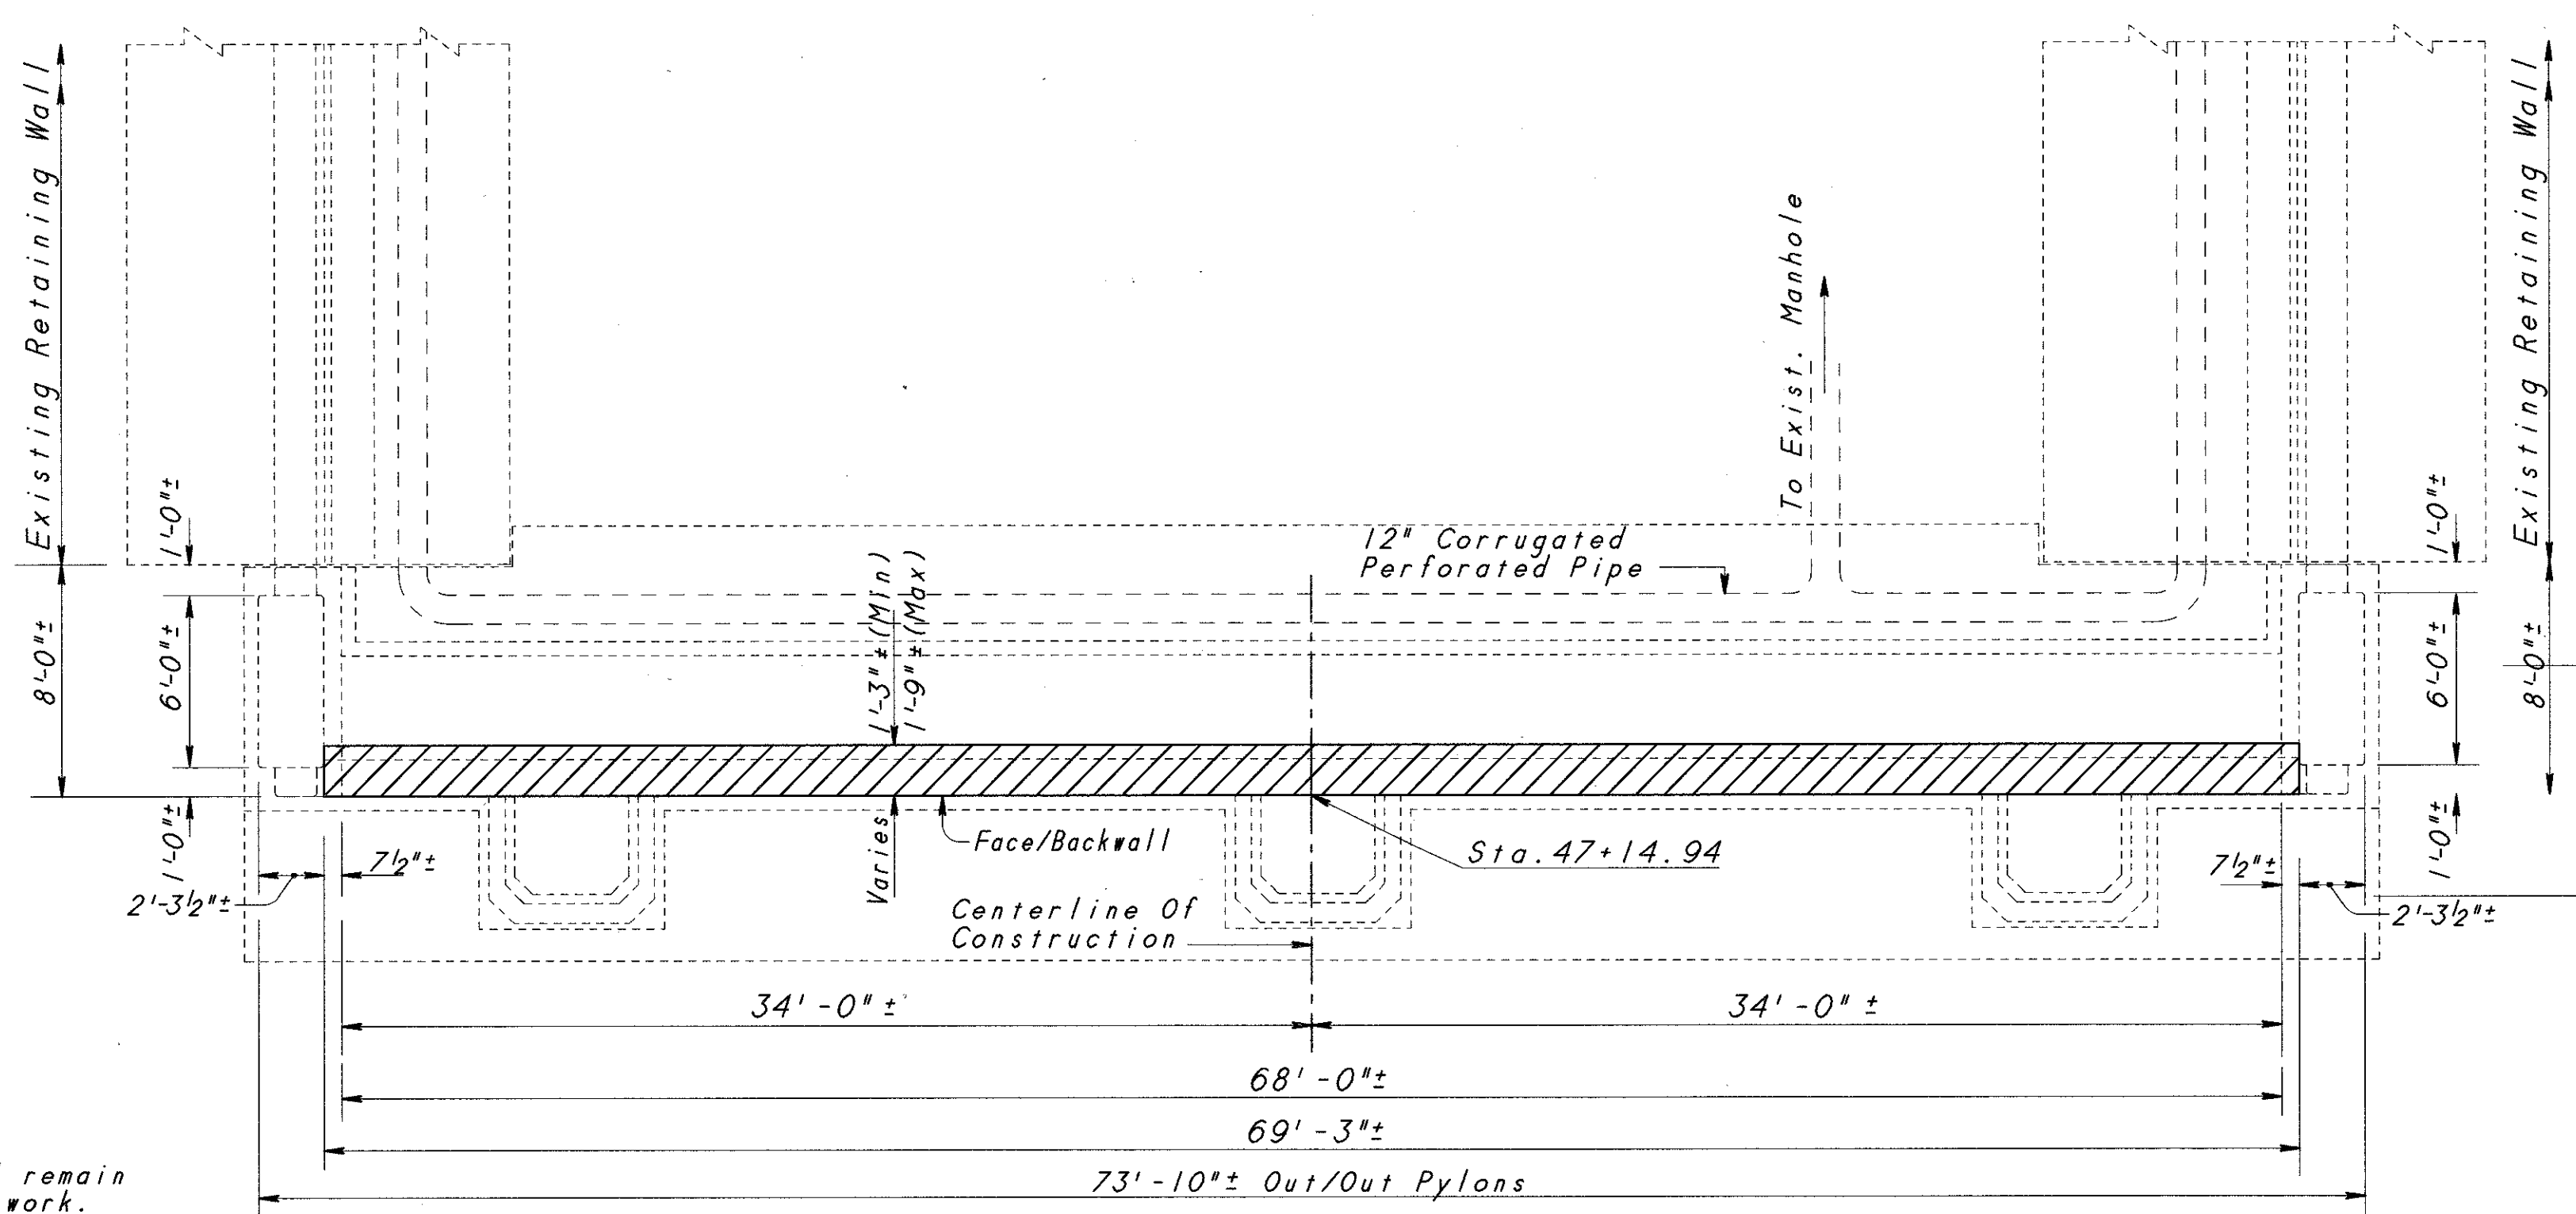 Existing Retaining Wall
1'-0"±
8'-0"±
6'-0"±
1'-0"±
2'-3½"±
7½"±
1'-3"± (Min)
1'-9"± (Max)
Varies
Face/Backwall
12" Corrugated
Perforated Pipe
To Exist. Manhole
Sta. 47+14.94
Centerline Of
Construction
Existing Retaining Wall
1'-0"±
6'-0"±
8'-0"±
1'-0"±
7½"±
2'-3½"±
34'-0"±
34'-0"±
68'-0"±
69'-3"±
73'-10"± Out/Out Pylons
remain
work.